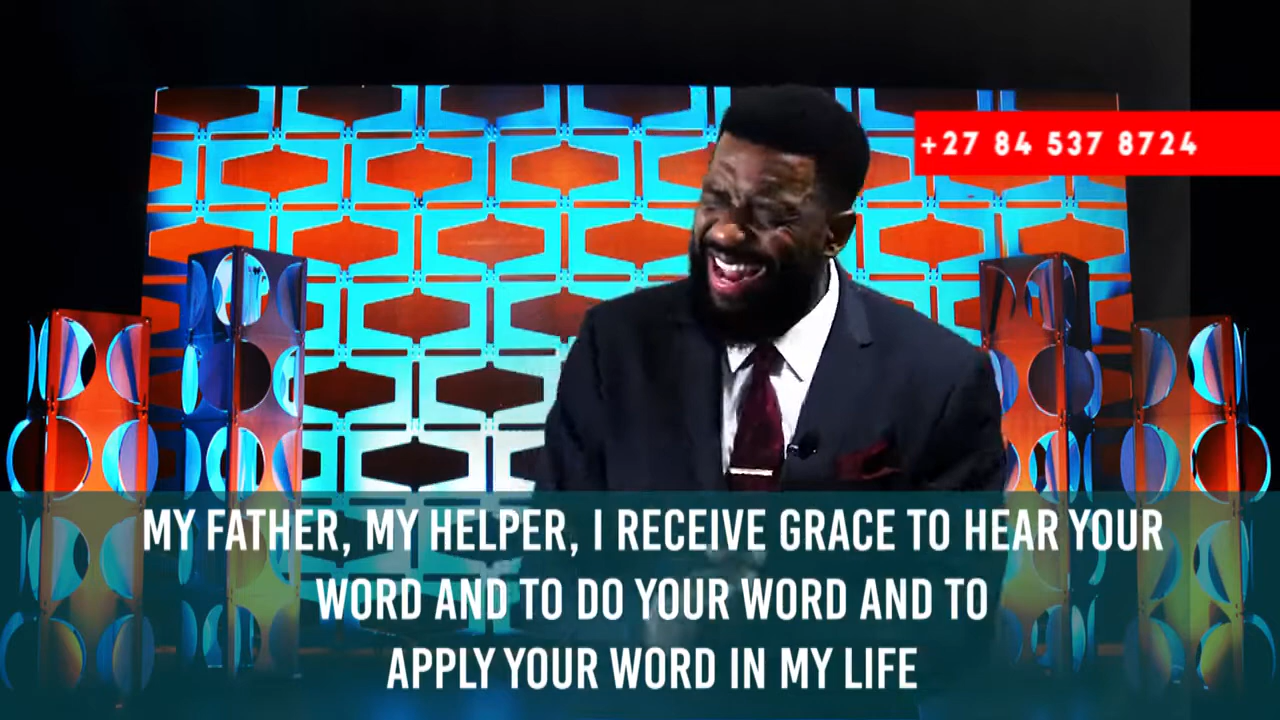 +27 84 537 8724
MY FATHER, MY HELPER, I RECEIVE GRACE TO HEAR YOUR
WORD AND TO DO YOUR WORD AND TO
APPLY YOUR WORD IN MY LIFE